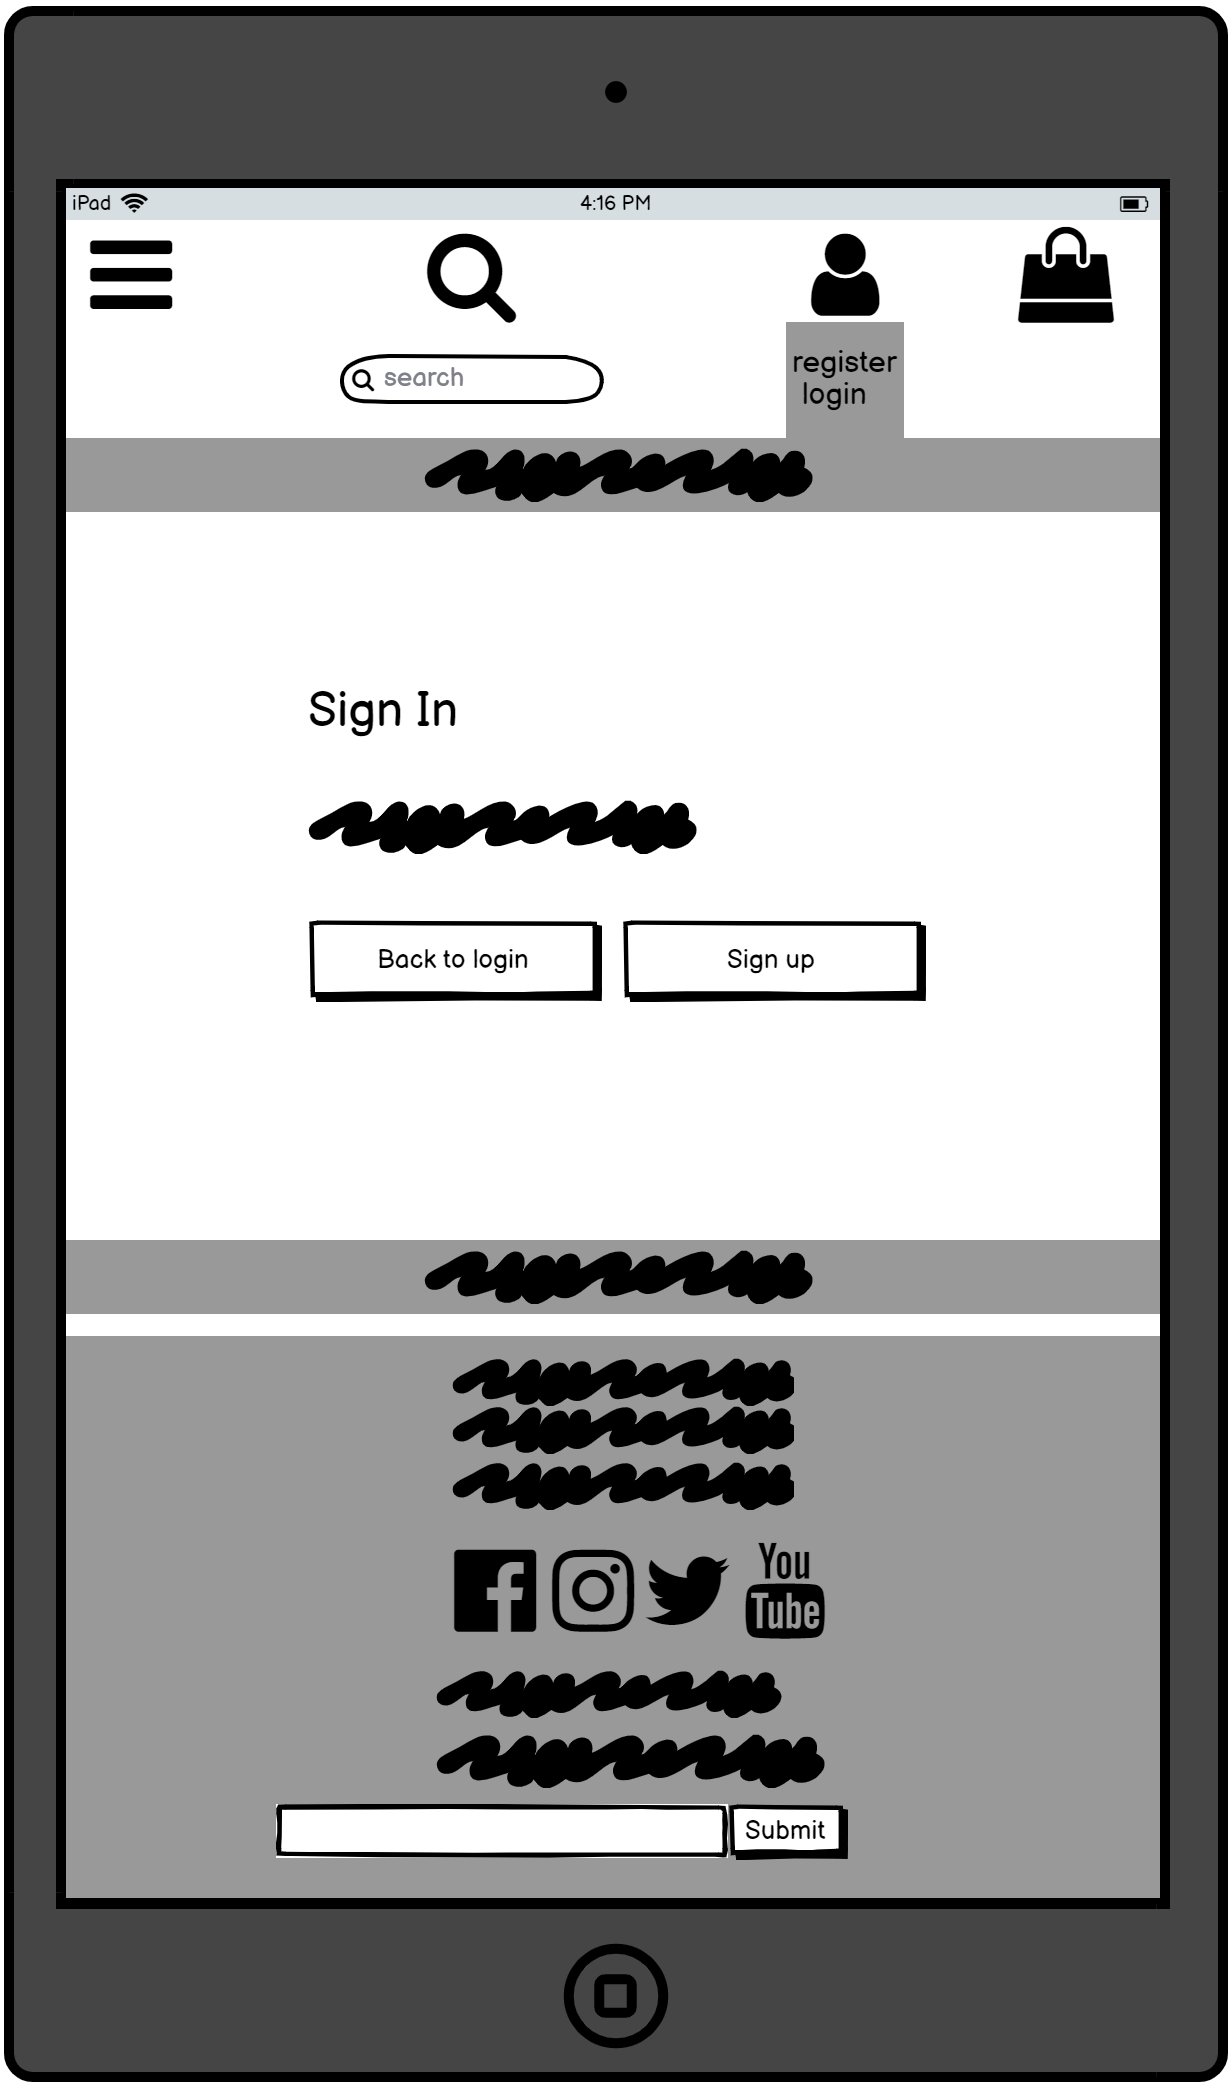 iPad 4:16 PM
search
register
login
Sign In
Back to login Sign up
You
Tube
Submit